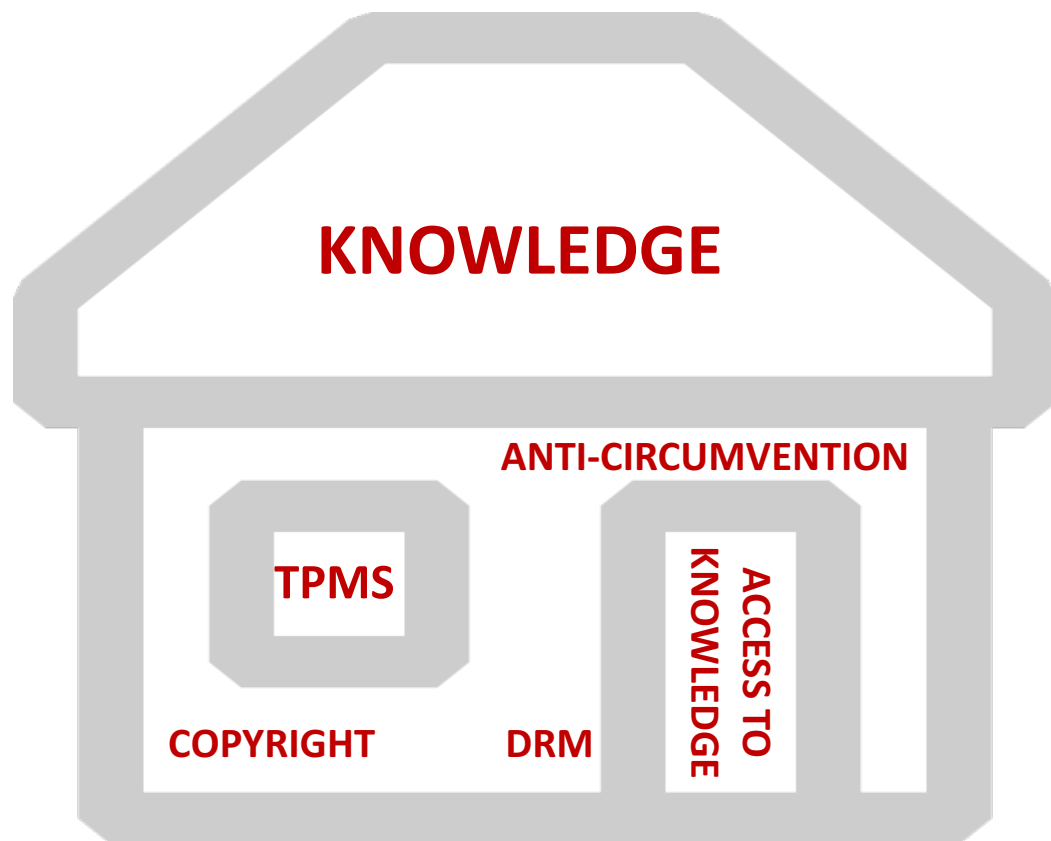 KNOWLEDGE
ANTI-CIRCUMVENTION
TPMS
ACCESS TO
KNOWLEDGE
COPYRIGHT
DRM